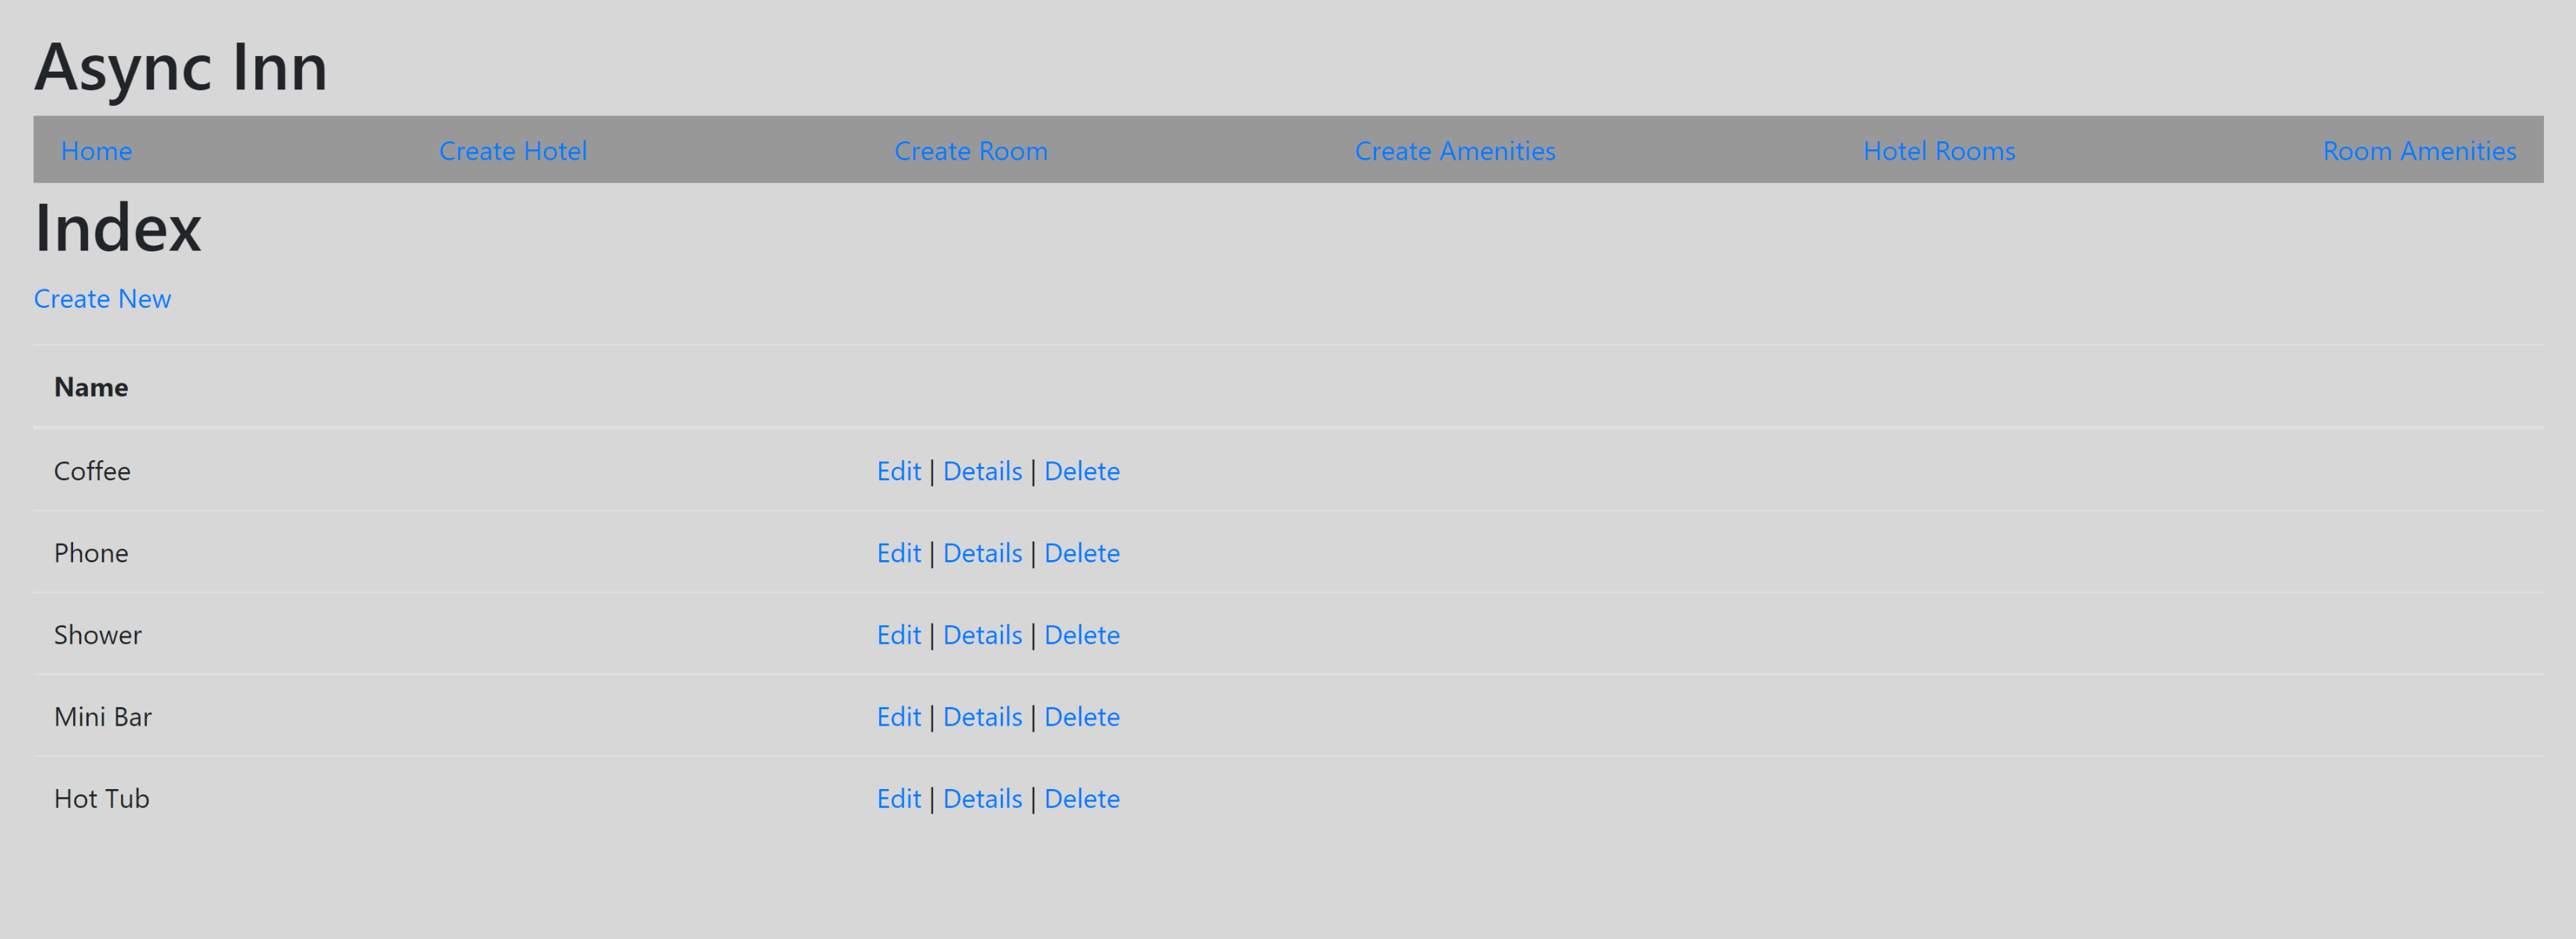 Async Inn
Home Create Hotel Create Room Create Amenities Hotel Rooms Room Amenities
Index
Create New
Name
Coffee Edit | Details | Delete
Phone Edit | Details | Delete
Shower Edit | Details | Delete
Mini Bar Edit | Details | Delete
Hot Tub Edit | Details | Delete